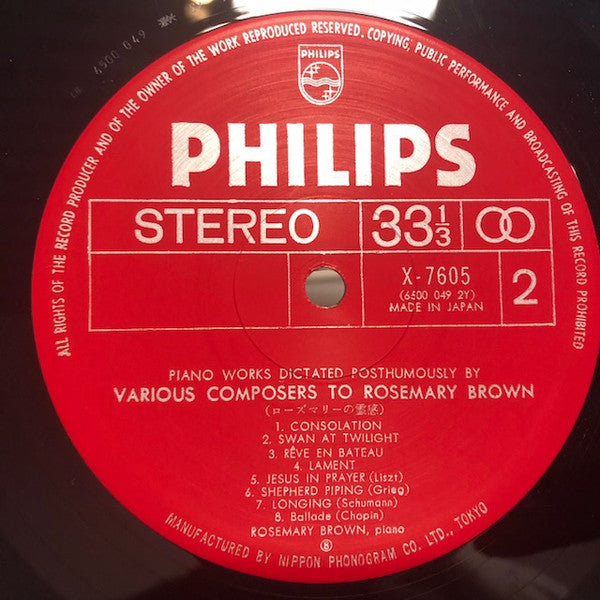 6500 049
ALL RIGHTS OF THE RECORD PRODUCER AND OF THE OWNER OF THE WORK REPRODUCED RESERVED. COPYING, PUBLIC PERFORMANCE AND BROADCASTING OF THIS RECORD PROHIBITED
PHILIPS
PHILIPS
STEREO 33 1/3
X-7605
(6500 049 2Y)
MADE IN JAPAN
2
PIANO WORKS DICTATED POSTHUMOUSLY BY
VARIOUS COMPOSERS TO ROSEMARY BROWN
(ローズマリーの霊感)
1. CONSOLATION
2. SWAN AT TWILIGHT
3. RÊVE EN BATEAU
4. LAMENT
5. JESUS IN PRAYER (Liszt)
6. SHEPHERD PIPING (Grieg)
7. LONGING (Schumann)
8. Ballade (Chopin)
ROSEMARY BROWN, piano
MANUFACTURED BY NIPPON PHONOGRAM CO. LTD., TOKYO